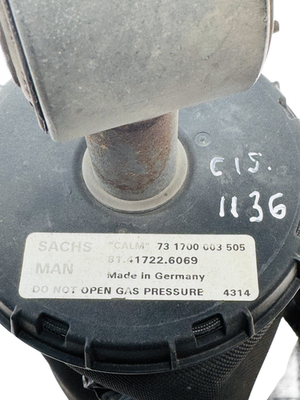 C15.
1136
SACHS "CALM" 73 1700 003 505
MAN 81.41722.6069
Made in Germany
DO NOT OPEN GAS PRESSURE 4314